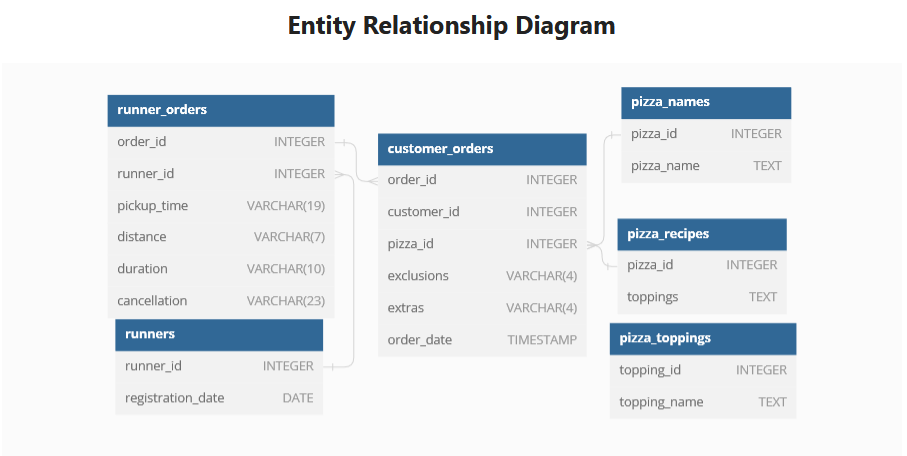 Entity Relationship Diagram
runner_orders
order_id INTEGER
runner_id INTEGER
pickup_time VARCHAR(19)
distance VARCHAR(7)
duration VARCHAR(10)
cancellation VARCHAR(23)
runners
runner_id INTEGER
registration_date DATE
customer_orders
order_id INTEGER
customer_id INTEGER
pizza_id INTEGER
exclusions VARCHAR(4)
extras VARCHAR(4)
order_date TIMESTAMP
pizza_names
pizza_id INTEGER
pizza_name TEXT
pizza_recipes
pizza_id INTEGER
toppings TEXT
pizza_toppings
topping_id INTEGER
topping_name TEXT